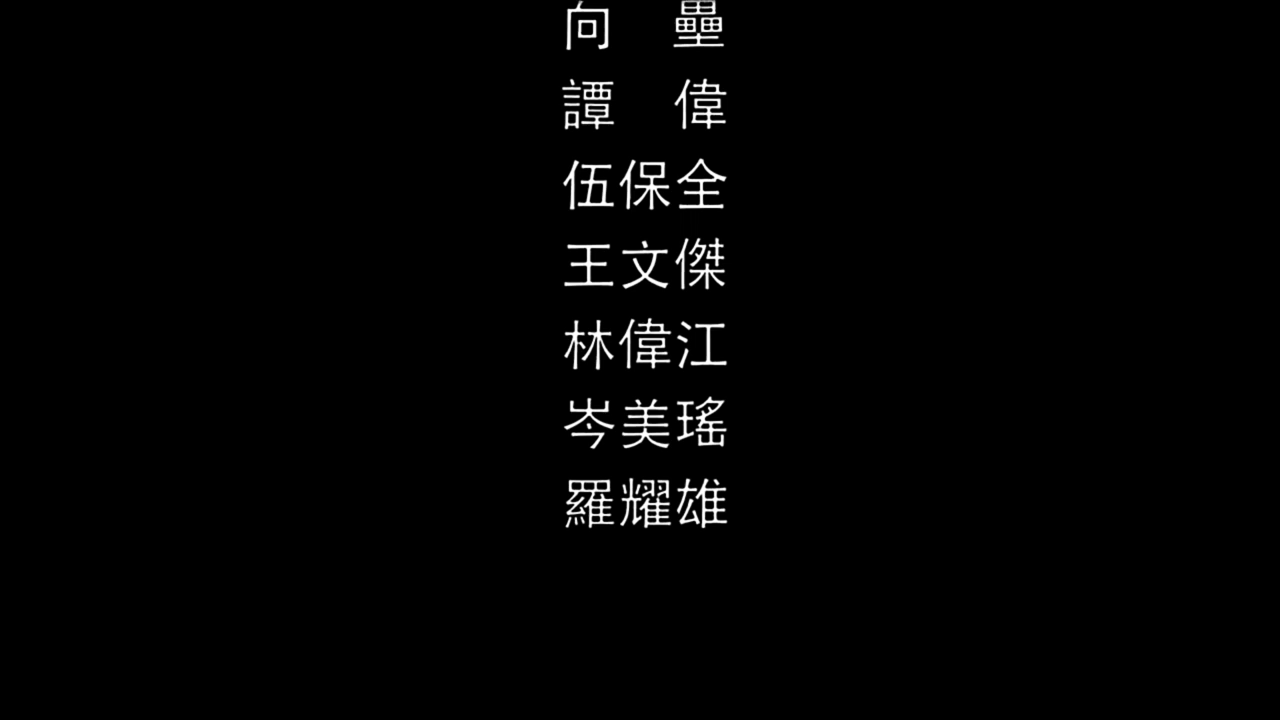 向　壘
譚　偉
伍保全
王文傑
林偉江
岑美瑤
羅耀雄